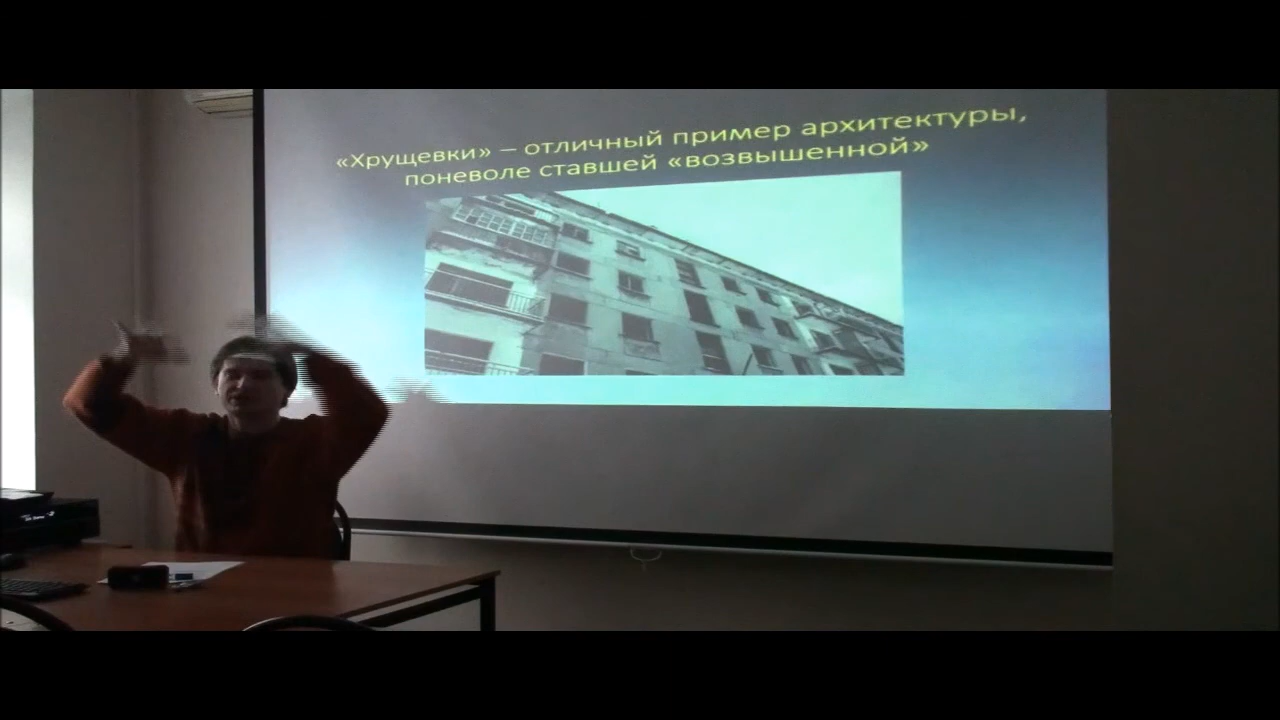 «Хрущевки» – отличный пример архитектуры,
поневоле ставшей «возвышенной»